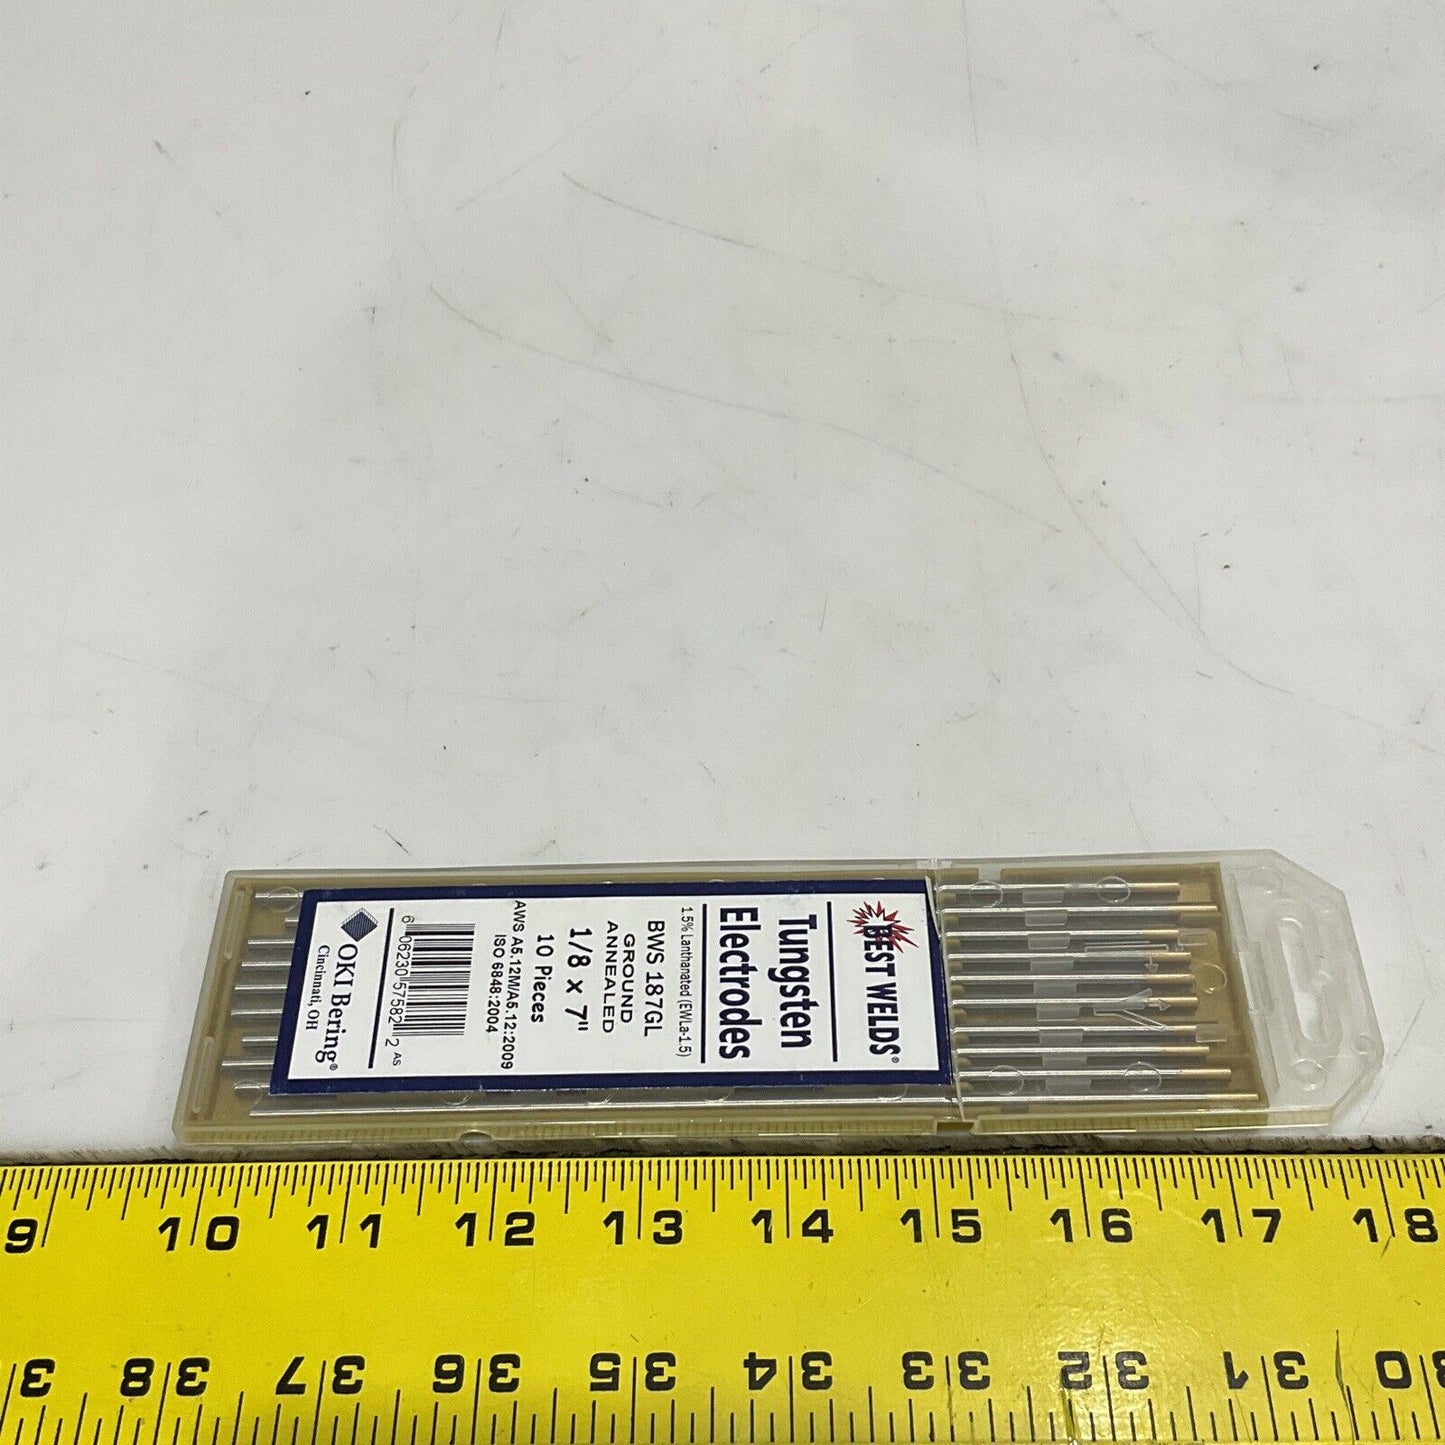 BEST WELDS®
Tungsten
Electrodes
1.5% Lanthanated (EWLa-1.5)
BWS 187GL
GROUND
ANNEALED
1/8 x 7"
10 Pieces
AWS A5.12M/A5.12:2009
ISO 6848:2004
6 06230 57582 2 AS
OKI Bering®
Cincinnati, OH
9 10 11 12 13 14 15 16 17 18
38 37 36 35 34 33 32 31 30